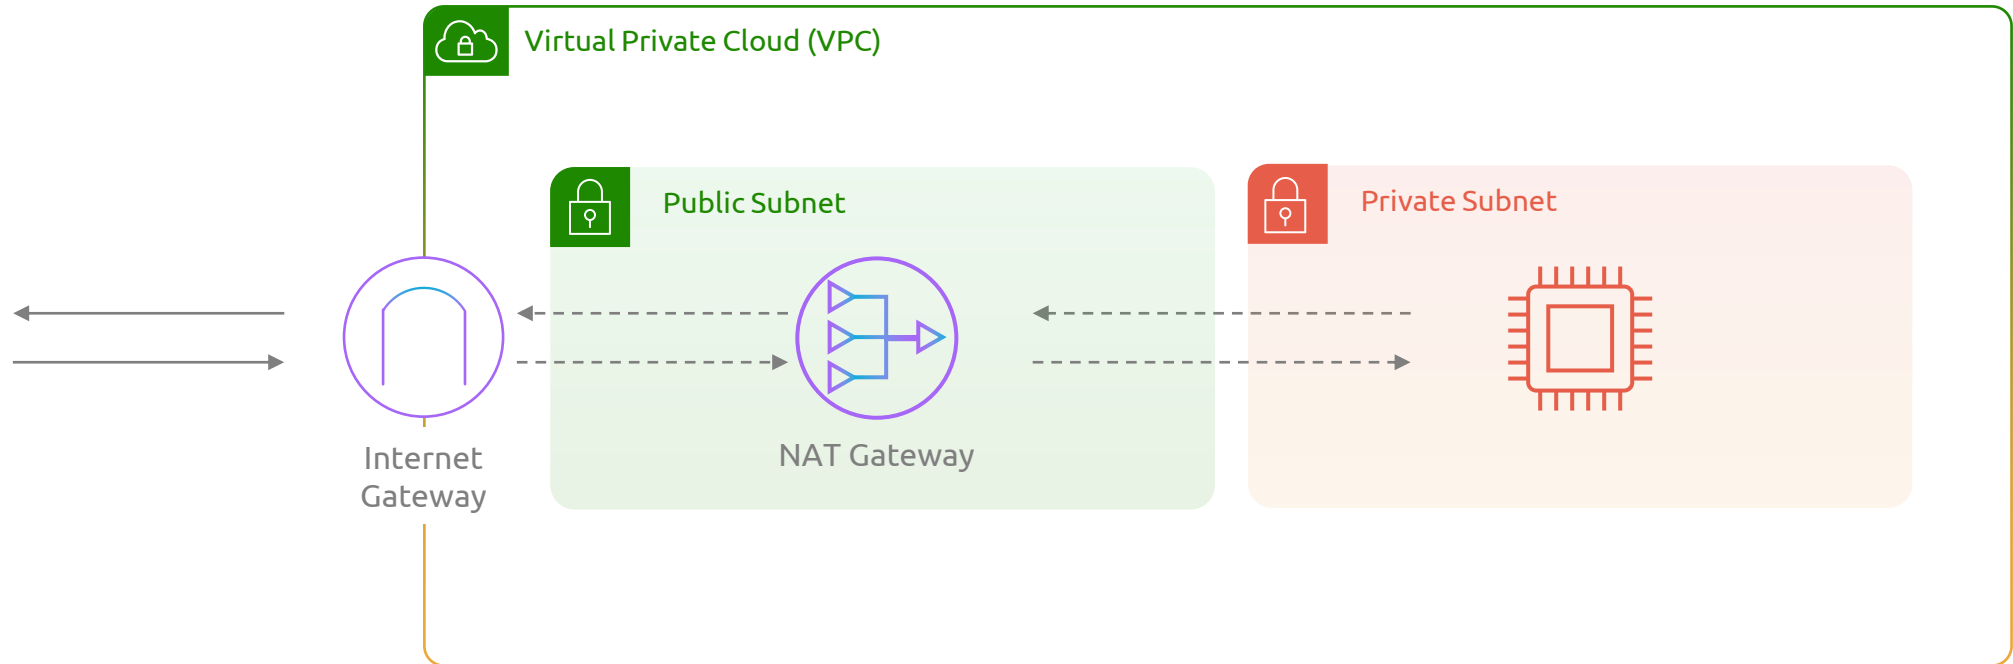 Virtual Private Cloud (VPC)
Public Subnet
Private Subnet
Internet
Gateway
NAT Gateway